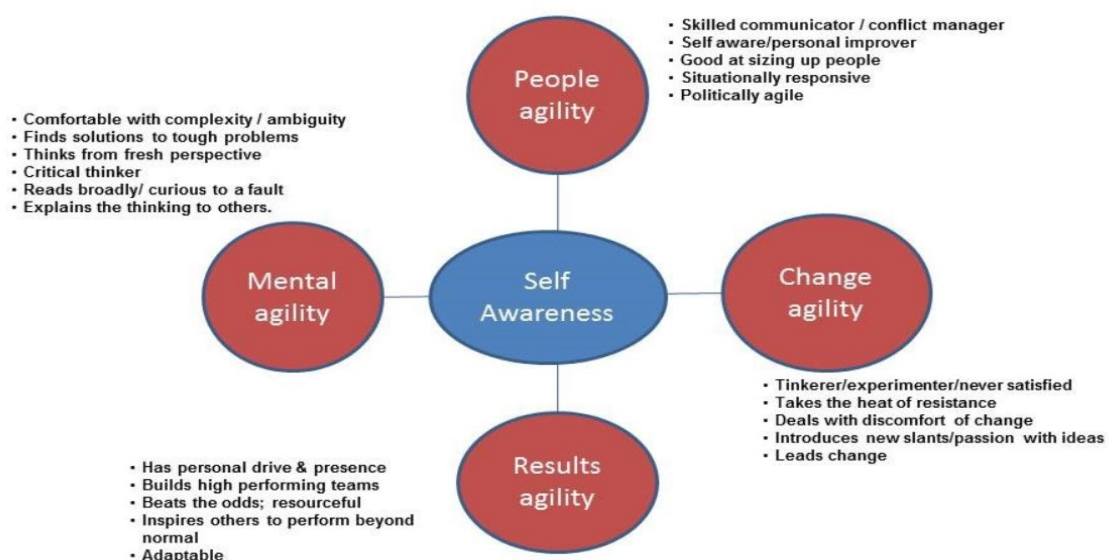 People
agility
• Skilled communicator / conflict manager
• Self aware/personal improver
• Good at sizing up people
• Situationally responsive
• Politically agile
• Comfortable with complexity / ambiguity
• Finds solutions to tough problems
• Thinks from fresh perspective
• Critical thinker
• Reads broadly/ curious to a fault
• Explains the thinking to others.
Mental
agility
Self
Awareness
Change
agility
• Tinkerer/experimenter/never satisfied
• Takes the heat of resistance
• Deals with discomfort of change
• Introduces new slants/passion with ideas
• Leads change
Results
agility
• Has personal drive & presence
• Builds high performing teams
• Beats the odds; resourceful
• Inspires others to perform beyond
normal
• Adaptable